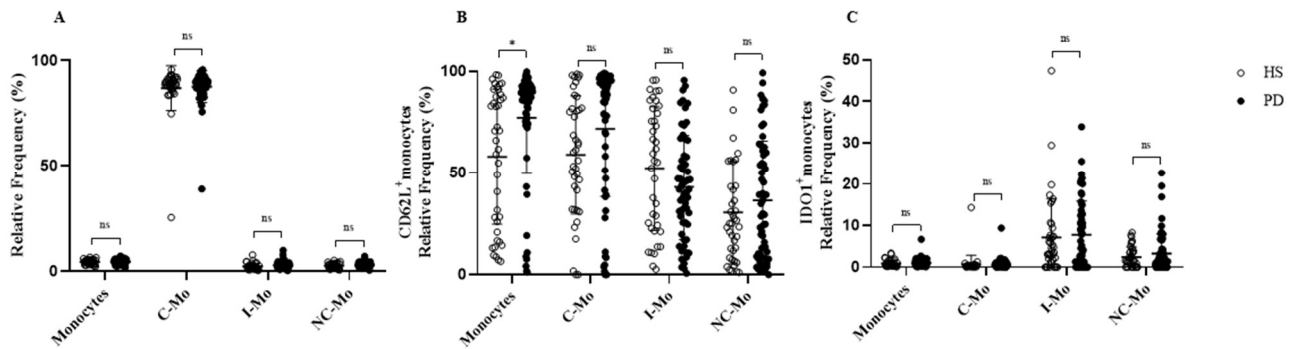 A
Relative Frequency (%)
100
50
0
ns
ns
ns
ns
Monocytes
C-Mo
I-Mo
NC-Mo
B
CD62L+monocytes
Relative Frequency (%)
100
50
0
*
ns
ns
ns
Monocytes
C-Mo
I-Mo
NC-Mo
C
IDO1+monocytes
Relative Frequency (%)
50
40
30
20
10
0
ns
ns
ns
ns
Monocytes
C-Mo
I-Mo
NC-Mo
HS
PD